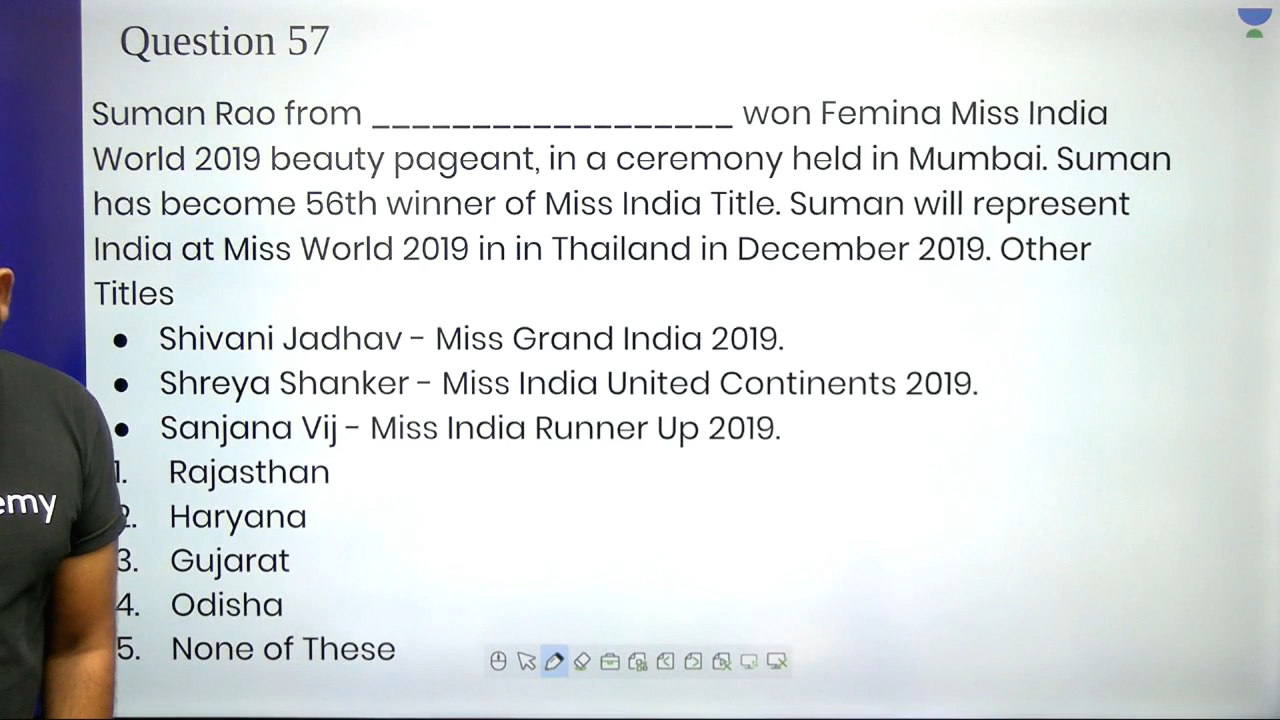 Question 57
Suman Rao from __________________ won Femina Miss India
World 2019 beauty pageant, in a ceremony held in Mumbai. Suman
has become 56th winner of Miss India Title. Suman will represent
India at Miss World 2019 in in Thailand in December 2019. Other
Titles
● Shivani Jadhav - Miss Grand India 2019.
● Shreya Shanker - Miss India United Continents 2019.
● Sanjana Vij - Miss India Runner Up 2019.
1. Rajasthan
2. Haryana
3. Gujarat
4. Odisha
5. None of These
emy